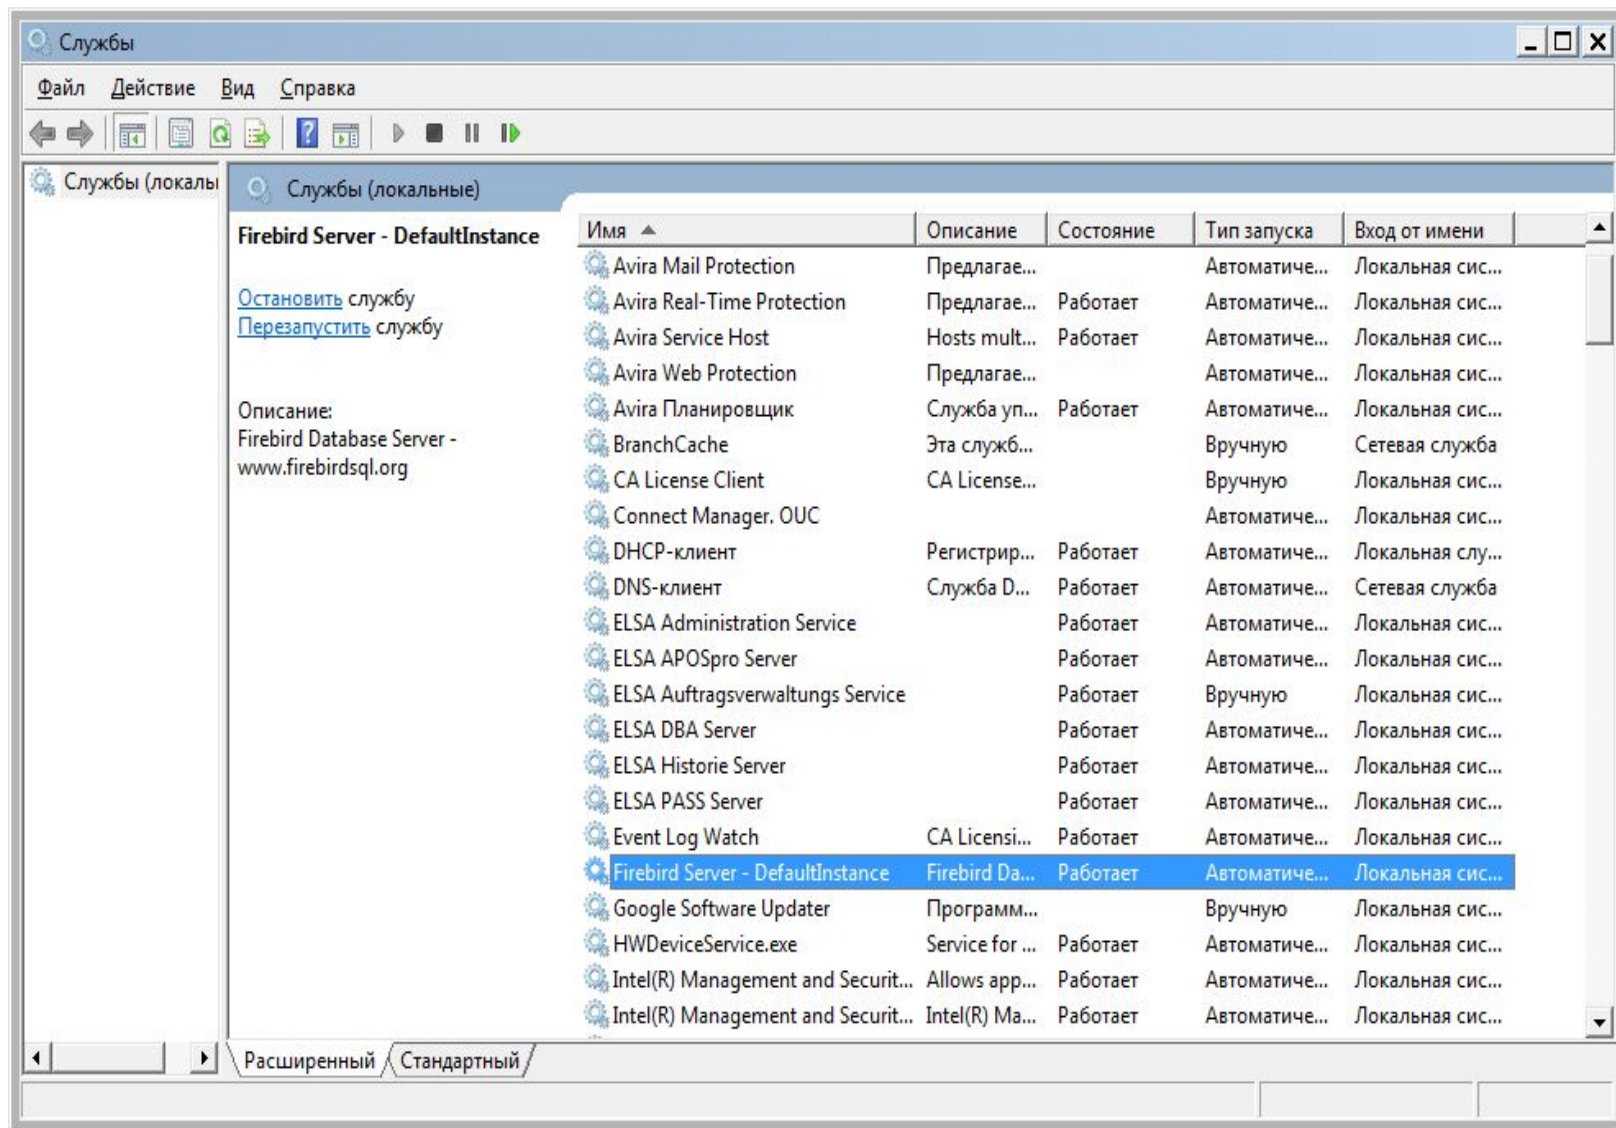 Службы
Файл Действие Вид Справка
Службы (локалы
Службы (локальные)
Firebird Server - DefaultInstance
Остановить службу
Перезапустить службу
Описание:
Firebird Database Server -
www.firebirdsql.org
Имя Описание Состояние Тип запуска Вход от имени
Avira Mail Protection Предлагае... Автоматиче... Локальная сис...
Avira Real-Time Protection Предлагае... Работает Автоматиче... Локальная сис...
Avira Service Host Hosts mult... Работает Автоматиче... Локальная сис...
Avira Web Protection Предлагае... Автоматиче... Локальная сис...
Avira Планировщик Служба уп... Работает Автоматиче... Локальная сис...
BranchCache Эта служб... Вручную Сетевая служба
CA License Client CA License... Вручную Локальная сис...
Connect Manager. OUC Автоматиче... Локальная сис...
DHCP-клиент Регистрир... Работает Автоматиче... Локальная слу...
DNS-клиент Служба D... Работает Автоматиче... Сетевая служба
ELSA Administration Service Работает Автоматиче... Локальная сис...
ELSA APOSpro Server Работает Автоматиче... Локальная сис...
ELSA Auftragsverwaltungs Service Работает Вручную Локальная сис...
ELSA DBA Server Работает Автоматиче... Локальная сис...
ELSA Historie Server Работает Автоматиче... Локальная сис...
ELSA PASS Server Работает Автоматиче... Локальная сис...
Event Log Watch CA Licensi... Работает Автоматиче... Локальная сис...
Firebird Server - DefaultInstance Firebird Da... Работает Автоматиче... Локальная сис...
Google Software Updater Программ... Вручную Локальная сис...
HWDeviceService.exe Service for ... Работает Автоматиче... Локальная сис...
Intel(R) Management and Securit... Allows app... Работает Автоматиче... Локальная сис...
Intel(R) Management and Securit... Intel(R) Ma... Работает Автоматиче... Локальная сис...
Расширенный Стандартный